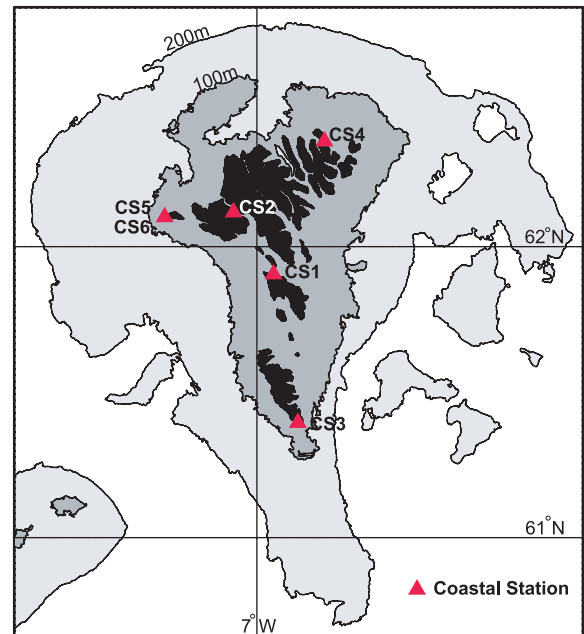 200m
100m
CS4
CS5
CS2
CS6
62°N
CS1
CS3
61°N
Coastal Station
7°W